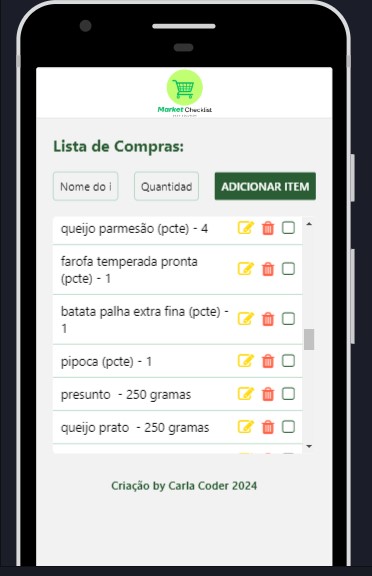 Market Checklist
Lista de Compras:
Nome do i
Quantidad
ADICIONAR ITEM
queijo parmesão (pcte) - 4
farofa temperada pronta
(pcte) - 1
batata palha extra fina (pcte) -
1
pipoca (pcte) - 1
presunto - 250 gramas
queijo prato - 250 gramas
Criação by Carla Coder 2024